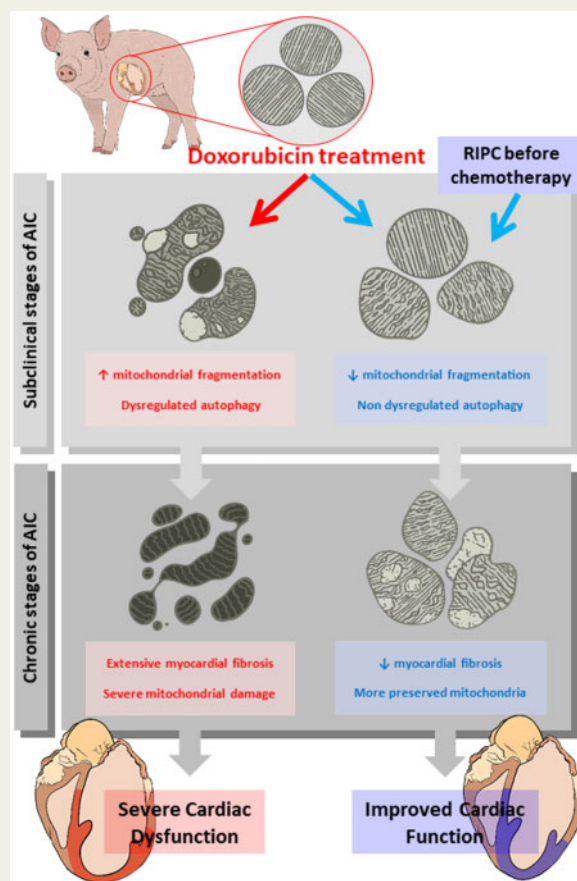 Doxorubicin treatment
RIPC before
chemotherapy
Subclinical stages of AIC
↑ mitochondrial fragmentation
Dysregulated autophagy
↓ mitochondrial fragmentation
Non dysregulated autophagy
Chronic stages of AIC
Extensive myocardial fibrosis
Severe mitochondrial damage
↓ myocardial fibrosis
More preserved mitochondria
Severe Cardiac
Dysfunction
Improved Cardiac
Function